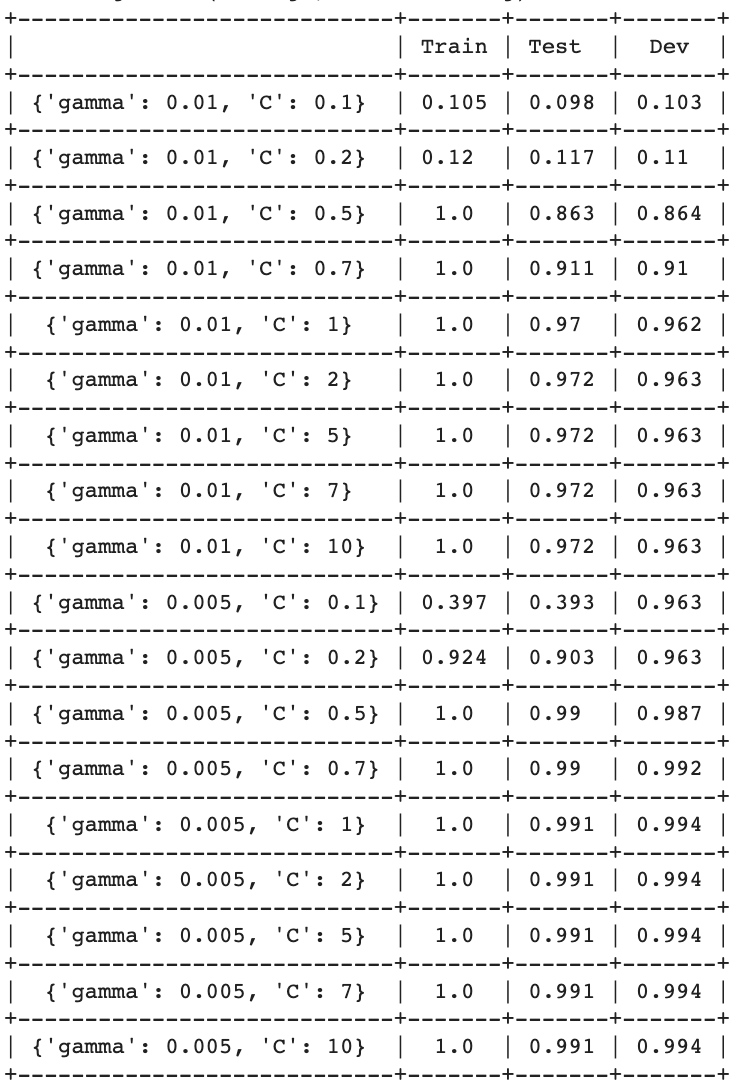 +----------------------------+-------+-------+-------+
|                            | Train | Test  |  Dev  |
+----------------------------+-------+-------+-------+
| {'gamma': 0.01, 'C': 0.1}  | 0.105 | 0.098 | 0.103 |
+----------------------------+-------+-------+-------+
| {'gamma': 0.01, 'C': 0.2}  | 0.12  | 0.117 | 0.11  |
+----------------------------+-------+-------+-------+
| {'gamma': 0.01, 'C': 0.5}  |  1.0  | 0.863 | 0.864 |
+----------------------------+-------+-------+-------+
| {'gamma': 0.01, 'C': 0.7}  |  1.0  | 0.911 | 0.91  |
+----------------------------+-------+-------+-------+
|  {'gamma': 0.01, 'C': 1}   |  1.0  | 0.97  | 0.962 |
+----------------------------+-------+-------+-------+
|  {'gamma': 0.01, 'C': 2}   |  1.0  | 0.972 | 0.963 |
+----------------------------+-------+-------+-------+
|  {'gamma': 0.01, 'C': 5}   |  1.0  | 0.972 | 0.963 |
+----------------------------+-------+-------+-------+
|  {'gamma': 0.01, 'C': 7}   |  1.0  | 0.972 | 0.963 |
+----------------------------+-------+-------+-------+
|  {'gamma': 0.01, 'C': 10}  |  1.0  | 0.972 | 0.963 |
+----------------------------+-------+-------+-------+
| {'gamma': 0.005, 'C': 0.1} | 0.397 | 0.393 | 0.963 |
+----------------------------+-------+-------+-------+
| {'gamma': 0.005, 'C': 0.2} | 0.924 | 0.903 | 0.963 |
+----------------------------+-------+-------+-------+
| {'gamma': 0.005, 'C': 0.5} |  1.0  | 0.99  | 0.987 |
+----------------------------+-------+-------+-------+
| {'gamma': 0.005, 'C': 0.7} |  1.0  | 0.99  | 0.992 |
+----------------------------+-------+-------+-------+
|  {'gamma': 0.005, 'C': 1}  |  1.0  | 0.991 | 0.994 |
+----------------------------+-------+-------+-------+
|  {'gamma': 0.005, 'C': 2}  |  1.0  | 0.991 | 0.994 |
+----------------------------+-------+-------+-------+
|  {'gamma': 0.005, 'C': 5}  |  1.0  | 0.991 | 0.994 |
+----------------------------+-------+-------+-------+
|  {'gamma': 0.005, 'C': 7}  |  1.0  | 0.991 | 0.994 |
+----------------------------+-------+-------+-------+
| {'gamma': 0.005, 'C': 10}  |  1.0  | 0.991 | 0.994 |
+----------------------------+-------+-------+-------+